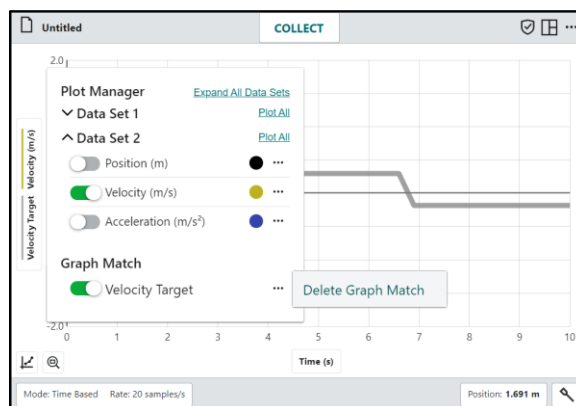 Untitled
COLLECT
2.0
Plot Manager
Expand All Data Sets
Data Set 1
Plot All
Data Set 2
Plot All
Position (m)
Velocity (m/s)
Acceleration (m/s²)
Graph Match
Velocity Target
Delete Graph Match
Velocity Target Velocity (m/s)
-2.0
0
0 1 2 3 4 5 6 7 8 9 10
Time (s)
Mode: Time Based Rate: 20 samples/s
Position: 1.691 m